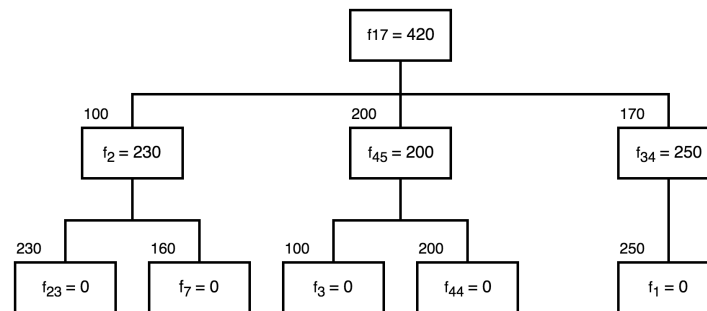 f17 = 420
100
200
170
f₂ = 230
f₄₅ = 200
f₃₄ = 250
230
160
100
200
250
f₂₃ = 0
f₇ = 0
f₃ = 0
f₄₄ = 0
f₁ = 0